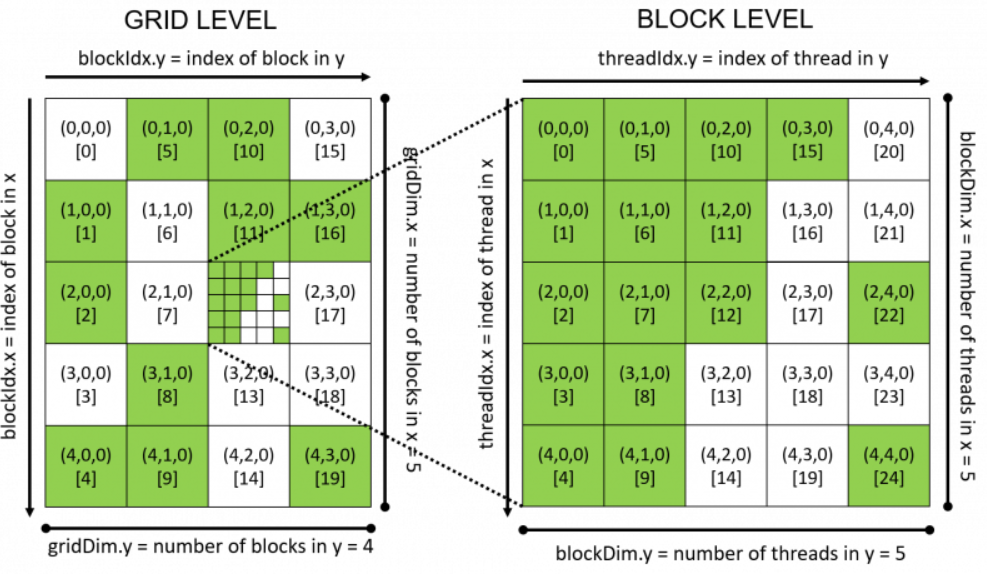 GRID LEVEL
blockIdx.y = index of block in y
blockIdx.x = index of block in x
(0,0,0) (0,1,0) (0,2,0) (0,3,0)
[0] [5] [10] [15]
(1,0,0) (1,1,0) (1,2,0) (1,3,0)
[1] [6] [11] [16]
(2,0,0) (2,1,0) (2,3,0)
[2] [7] [17]
(3,0,0) (3,1,0) (3,2,0) (3,3,0)
[3] [8] [13] [18]
(4,0,0) (4,1,0) (4,2,0) (4,3,0)
[4] [9] [14] [19]
gridDim.x = number of blocks in x = 5
gridDim.y = number of blocks in y = 4
BLOCK LEVEL
threadIdx.y = index of thread in y
threadIdx.x = index of thread in x
(0,0,0) (0,1,0) (0,2,0) (0,3,0) (0,4,0)
[0] [5] [10] [15] [20]
(1,0,0) (1,1,0) (1,2,0) (1,3,0) (1,4,0)
[1] [6] [11] [16] [21]
(2,0,0) (2,1,0) (2,2,0) (2,3,0) (2,4,0)
[2] [7] [12] [17] [22]
(3,0,0) (3,1,0) (3,2,0) (3,3,0) (3,4,0)
[3] [8] [13] [18] [23]
(4,0,0) (4,1,0) (4,2,0) (4,3,0) (4,4,0)
[4] [9] [14] [19] [24]
blockDim.x = number of threads in x = 5
blockDim.y = number of threads in y = 5